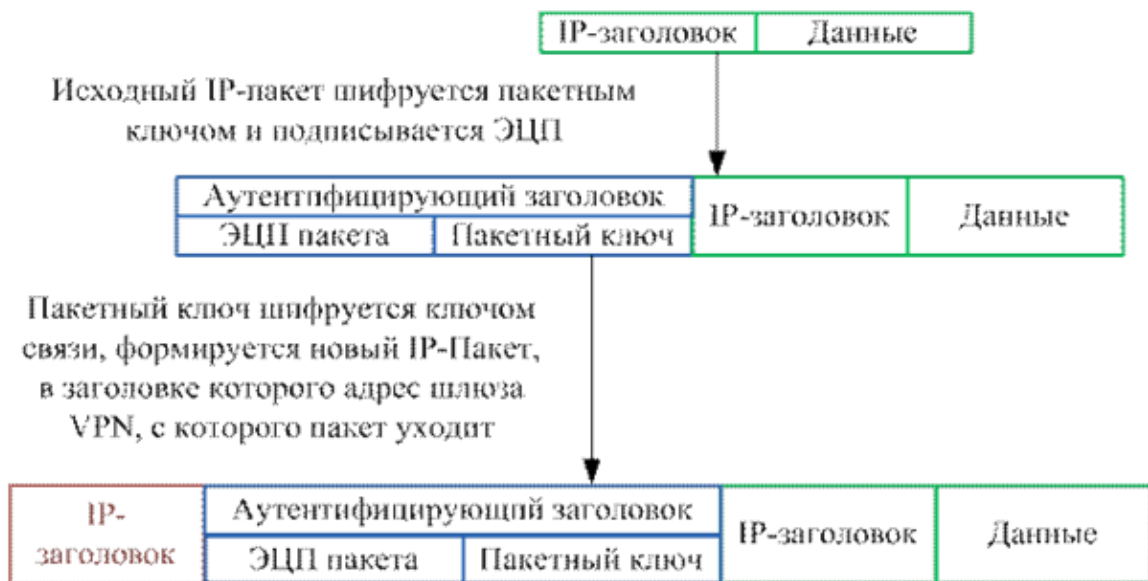 IP-заголовок Данные
Исходный IP-пакет шифруется пакетным
ключом и подписывается ЭЦП
Аутентифицирующий заголовок
IP-заголовок Данные
ЭЦП пакета Пакетный ключ
Пакетный ключ шифруется ключом
связи, формируется новый IP-Пакет,
в заголовке которого адрес шлюза
VPN, с которого пакет уходит
IP-
заголовок
Аутентифицирующий заголовок
ЭЦП пакета Пакетный ключ
IP-заголовок Данные